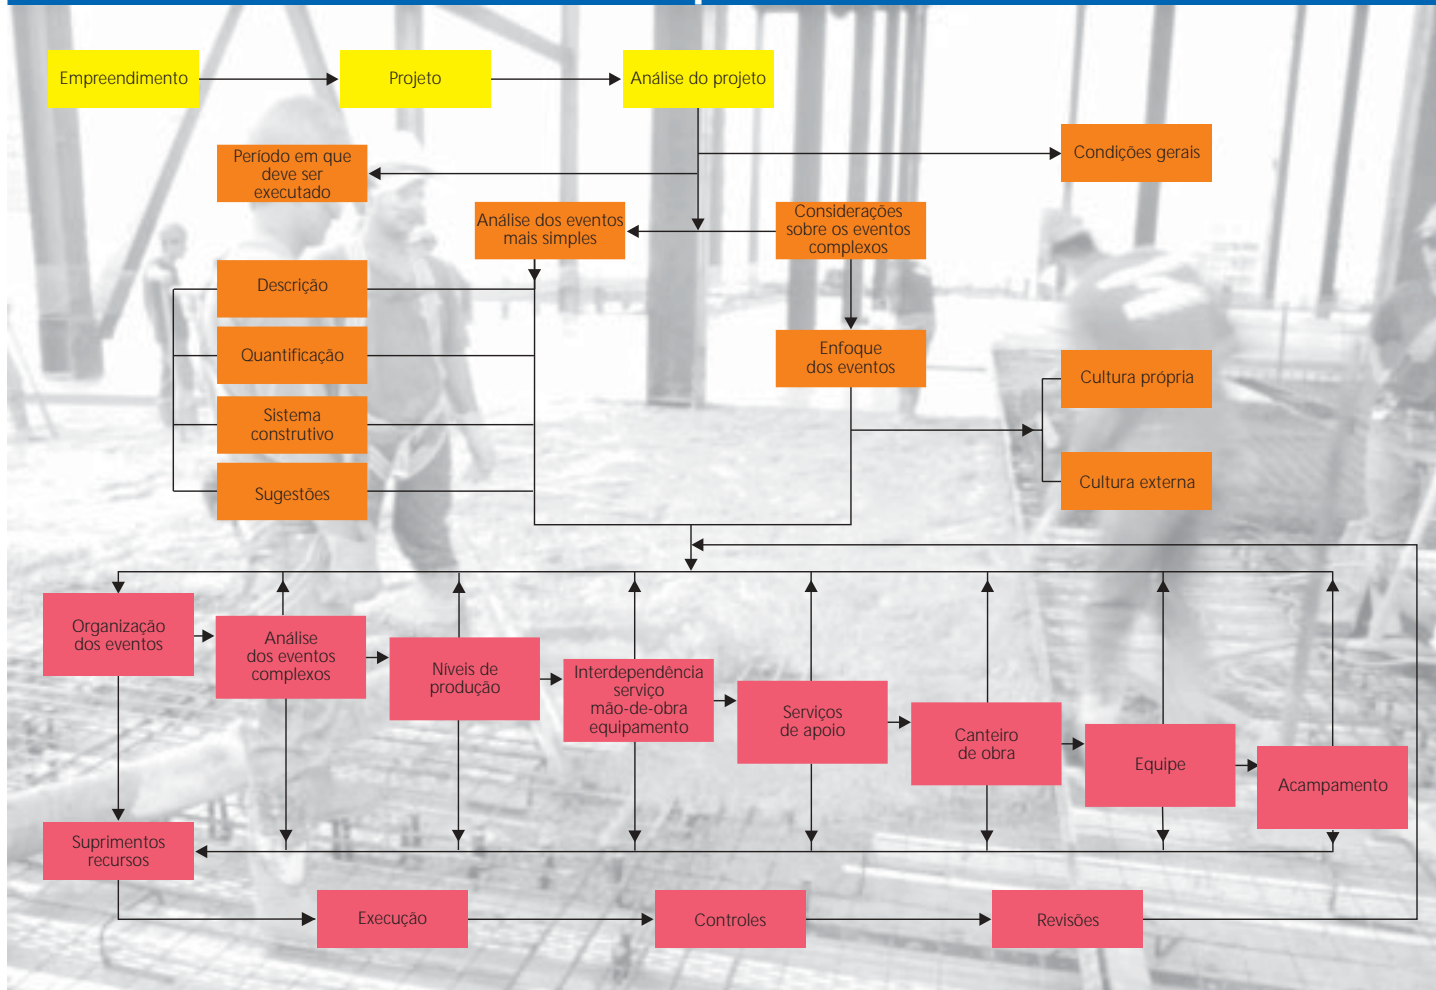 Empreendimento
Projeto
Análise do projeto
Condições gerais
Período em que
deve ser
executado
Análise dos eventos
mais simples
Considerações
sobre os eventos
complexos
Descrição
Quantificação
Sistema
construtivo
Sugestões
Enfoque
dos eventos
Cultura própria
Cultura externa
Organização
dos eventos
Análise
dos eventos
complexos
Níveis de
produção
Interdependência
serviço
mão-de-obra
equipamento
Serviços
de apoio
Canteiro
de obra
Equipe
Acampamento
Suprimentos
recursos
Execução
Controles
Revisões